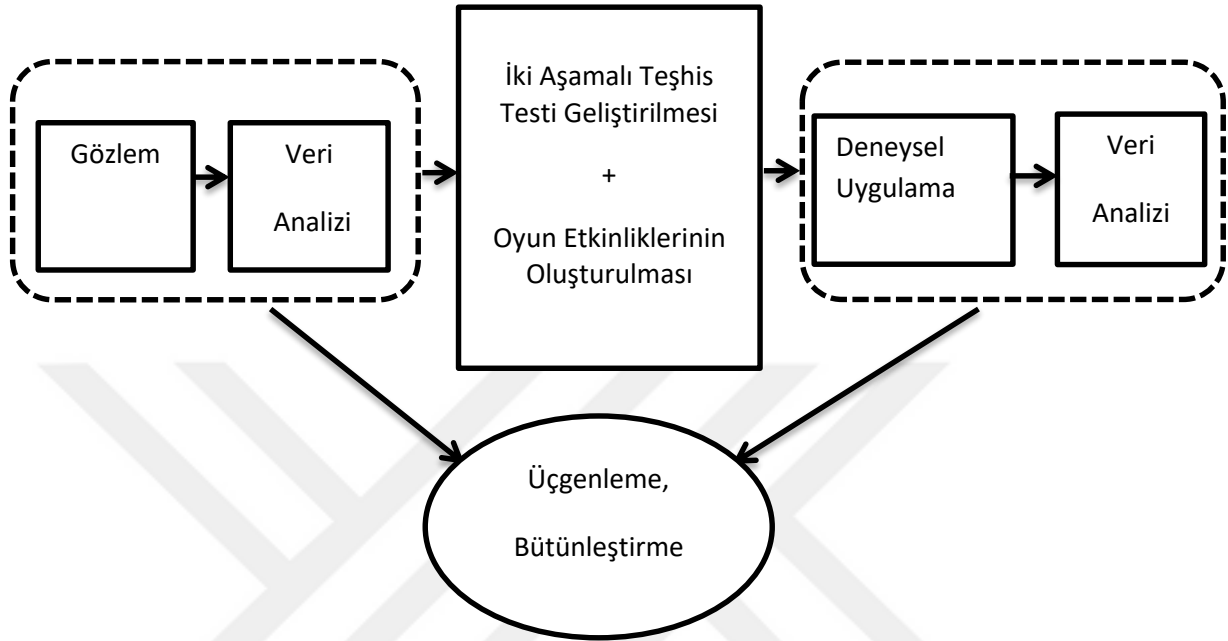 Gözlem
Veri
Analizi
İki Aşamalı Teşhis
Testi Geliştirilmesi
+
Oyun Etkinliklerinin
Oluşturulması
Deneysel
Uygulama
Veri
Analizi
Üçgenleme,
Bütünleştirme